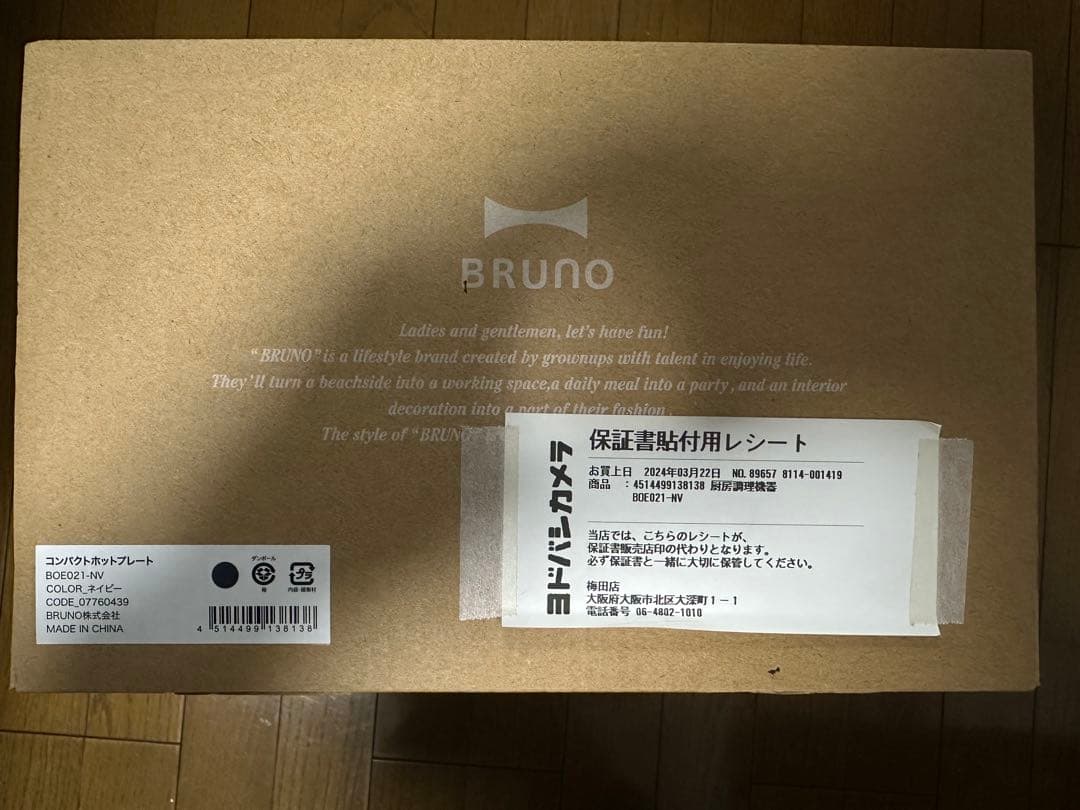 BRUNO
Ladies and gentlemen, let's have fun!
"BRUNO" is a lifestyle brand created by grownups with talent in enjoying life.
They'll turn a beachside into a working space,a daily meal into a party, and an interior
decoration into a part of their fashion.
The style of "BRUNO" is
ヨドバシカメラ
保証書貼付用レシート
お買上日 2024年03月22日 NO.89657 8114-001419
商品 :4514499138138 厨房調理機器
BOE021-NV
当店では、こちらのレシートが、
保証書販売店印の代わりとなります。
必ず保証書と一緒に大切に保管してください。
梅田店
大阪府大阪市北区大深町1-1
電話番号 06-4802-1010
コンパクトホットプレート
BOE021-NV
COLOR_ネイビー
CODE_07760439
BRUNO株式会社
MADE IN CHINA
ダンボール
箱
プラ
内袋・緩衝材
4 514499 138138